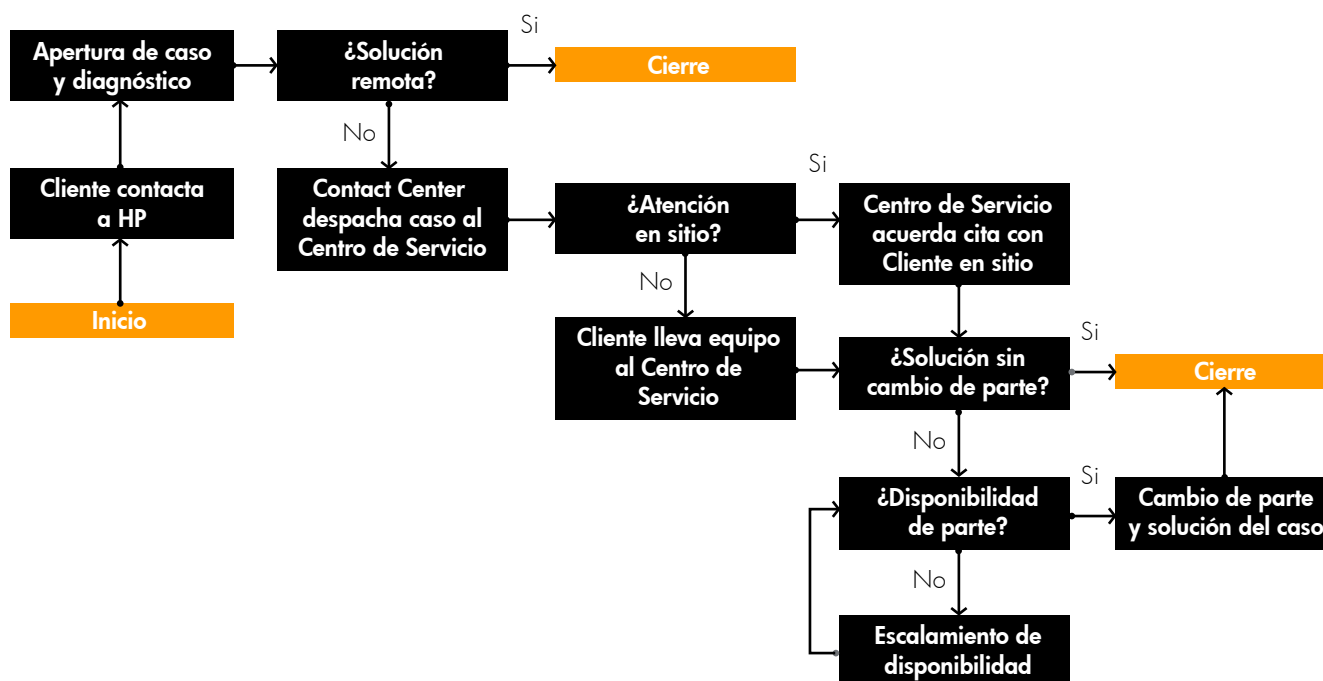 Apertura de caso
y diagnóstico
¿Solución
remota?
Si
Cierre
No
Cliente contacta
a HP
Contact Center
despacha caso al
Centro de Servicio
¿Atención
en sitio?
Si
Centro de Servicio
acuerda cita con
Cliente en sitio
No
Inicio
Cliente lleva equipo
al Centro de
Servicio
¿Solución sin
cambio de parte?
Si
Cierre
No
¿Disponibilidad
de parte?
Si
Cambio de parte
y solución del caso
No
Escalamiento de
disponibilidad